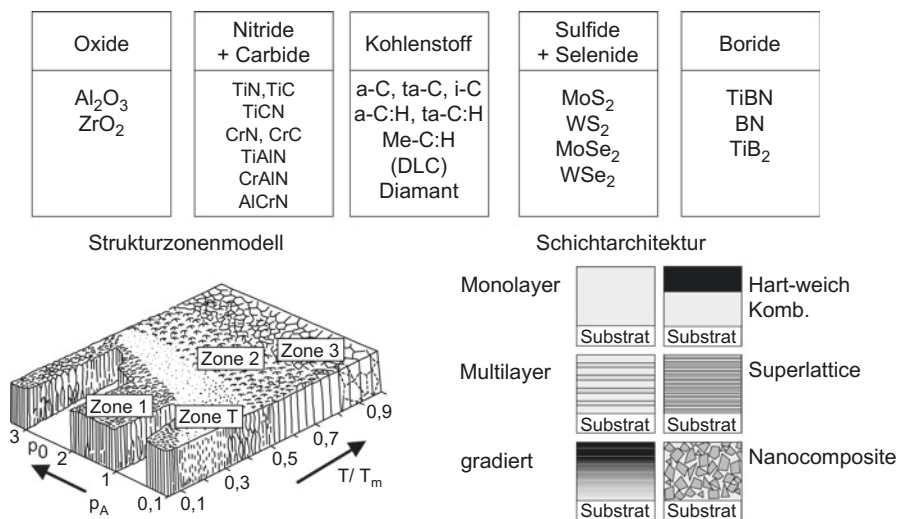 Oxide
Al₂O₃
ZrO₂
Nitride
+ Carbide
TiN,TiC
TiCN
CrN, CrC
TiAlN
CrAlN
AlCrN
Kohlenstoff
a-C, ta-C, i-C
a-C:H, ta-C:H
Me-C:H
(DLC)
Diamant
Sulfide
+ Selenide
MoS₂
WS₂
MoSe₂
WSe₂
Boride
TiBN
BN
TiB₂
Strukturzonenmodell
Zone 1
Zone T
Zone 2
Zone 3
3
p₀
2
1
0,1
p_A
0,1
0,3
0,5
0,7
0,9
T/ Tₘ
Schichtarchitektur
Monolayer
Substrat
Substrat
Hart-weich
Komb.
Multilayer
Substrat
Substrat
Superlattice
gradiert
Substrat
Substrat
Nanocomposite